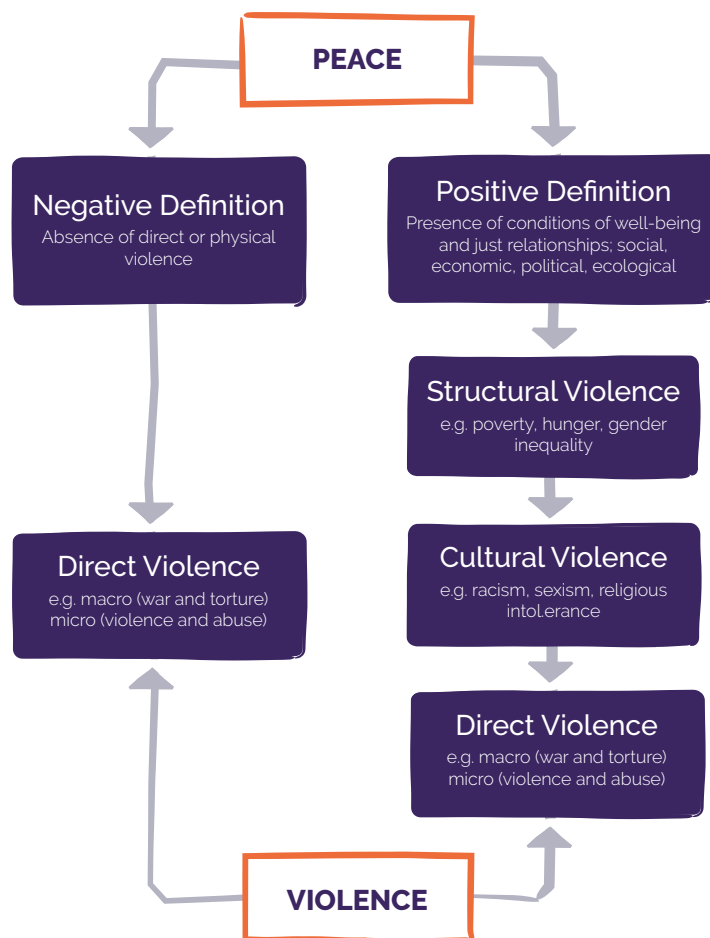 PEACE
Negative Definition
Absence of direct or physical
violence
Positive Definition
Presence of conditions of well-being
and just relationships; social,
economic, political, ecological
Structural Violence
e.g. poverty, hunger, gender
inequality
Cultural Violence
e.g. racism, sexism, religious
intol.erance
Direct Violence
e.g. macro (war and torture)
micro (violence and abuse)
Direct Violence
e.g. macro (war and torture)
micro (violence and abuse)
VIOLENCE